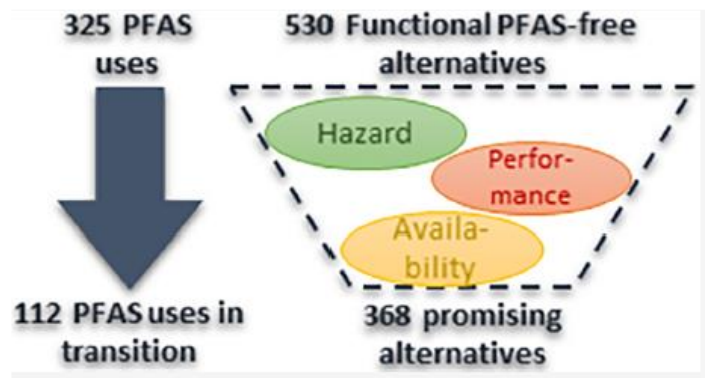 325 PFAS
uses
530 Functional PFAS-free
alternatives
Hazard
Perfor-
mance
Availa-
bility
112 PFAS uses in
transition
368 promising
alternatives